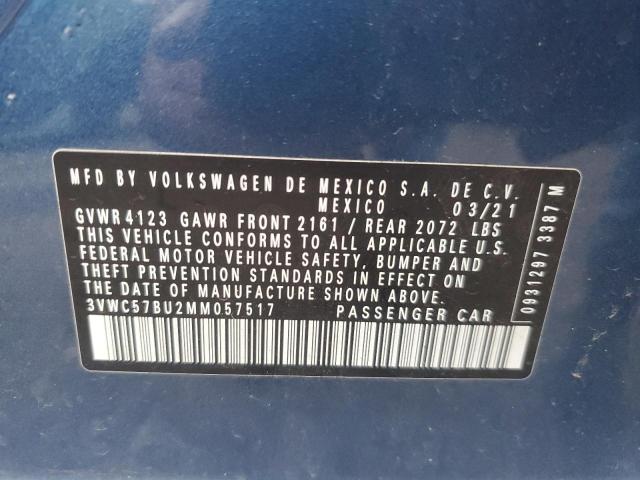 MFD BY VOLKSWAGEN DE MEXICO S.A. DE C.V.
MEXICO 03/21
GVWR 4123 GAWR FRONT 2161 / REAR 2072 LBS
THIS VEHICLE CONFORMS TO ALL APPLICABLE U.S.
FEDERAL MOTOR VEHICLE SAFETY, BUMPER AND
THEFT PREVENTION STANDARDS IN EFFECT ON
THE DATE OF MANUFACTURE SHOWN ABOVE.
3VWC57BU2MM057517 PASSENGER CAR
0931297 3387 M